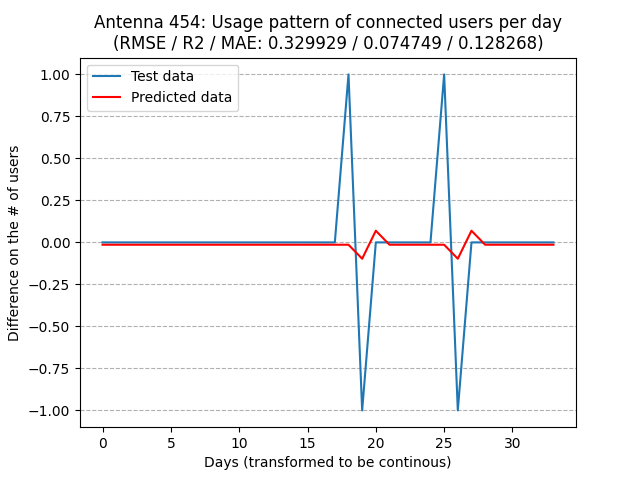 Antenna 454: Usage pattern of connected users per day
(RMSE / R2 / MAE: 0.329929 / 0.074749 / 0.128268)
Test data
Predicted data
1.00
0.75
0.50
0.25
0.00
−0.25
−0.50
−0.75
−1.00
Difference on the # of users
0 5 10 15 20 25 30
Days (transformed to be continous)